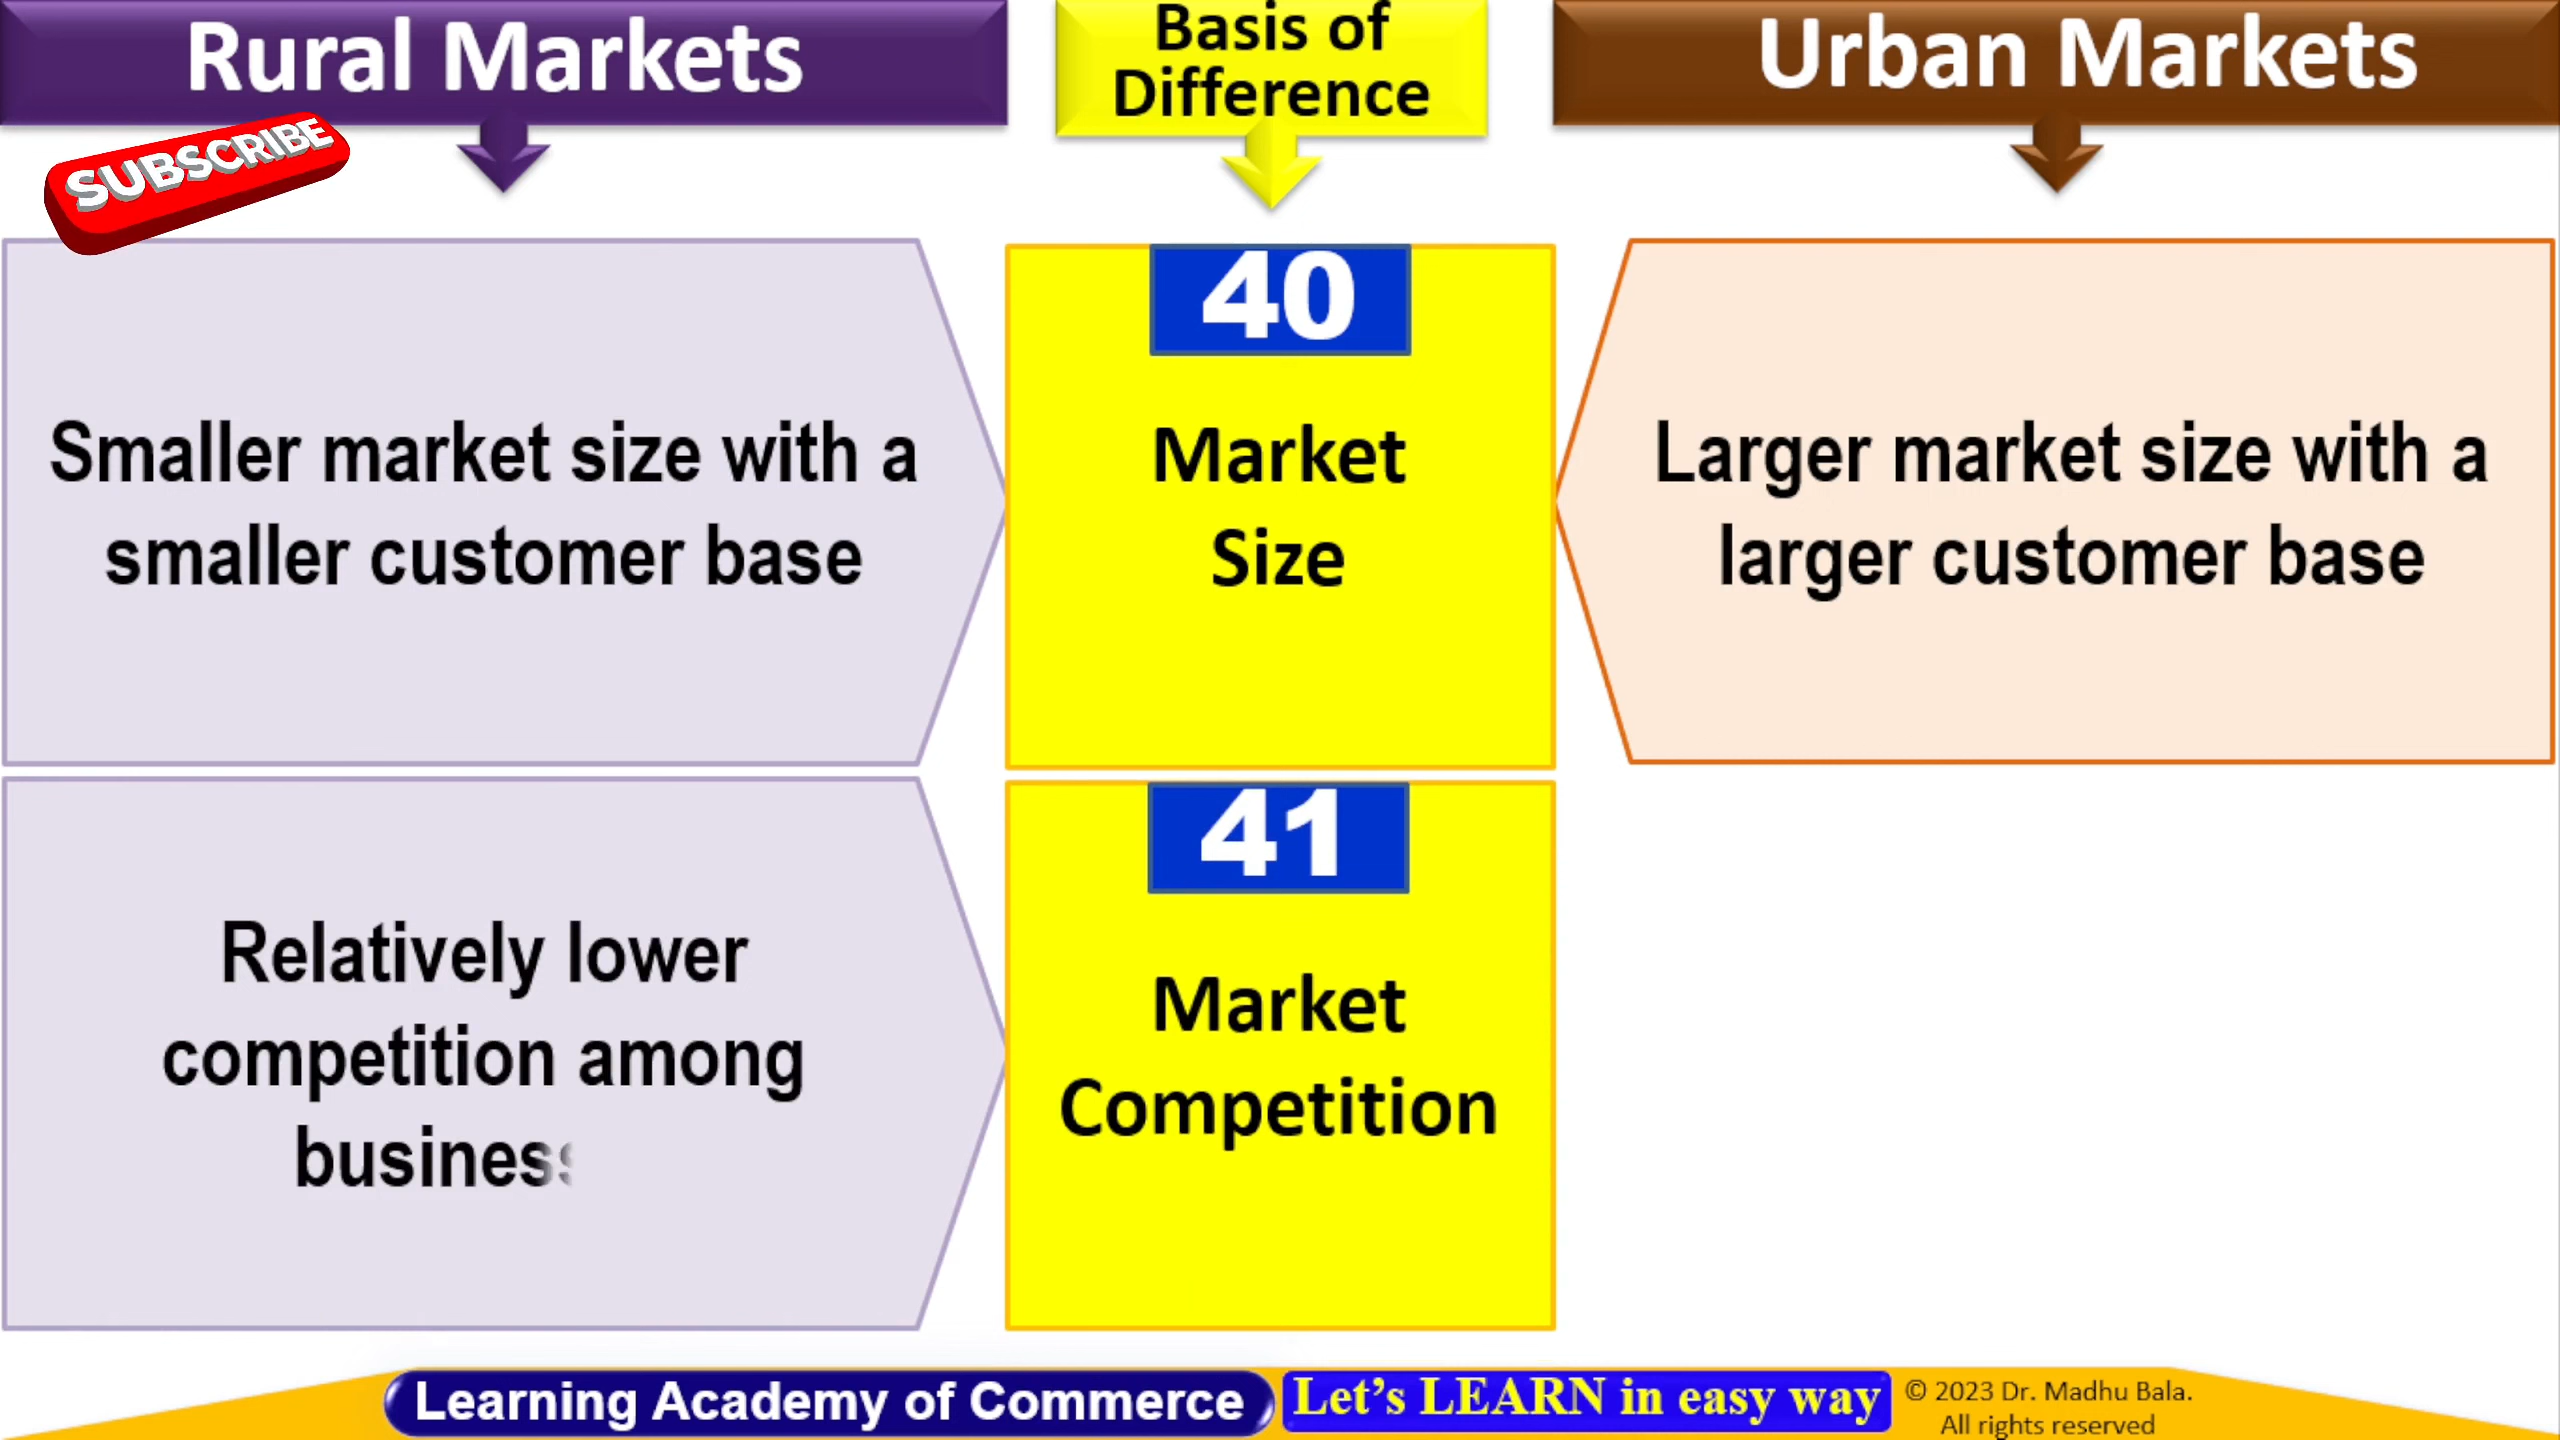 Rural Markets
Basis of
Difference
Urban Markets
SUBSCRIBE
Smaller market size with a
smaller customer base
40
Market
Size
Larger market size with a
larger customer base
Relatively lower
competition among
business
41
Market
Competition
Learning Academy of Commerce
Let's LEARN in easy way
© 2023 Dr. Madhu Bala.
All rights reserved